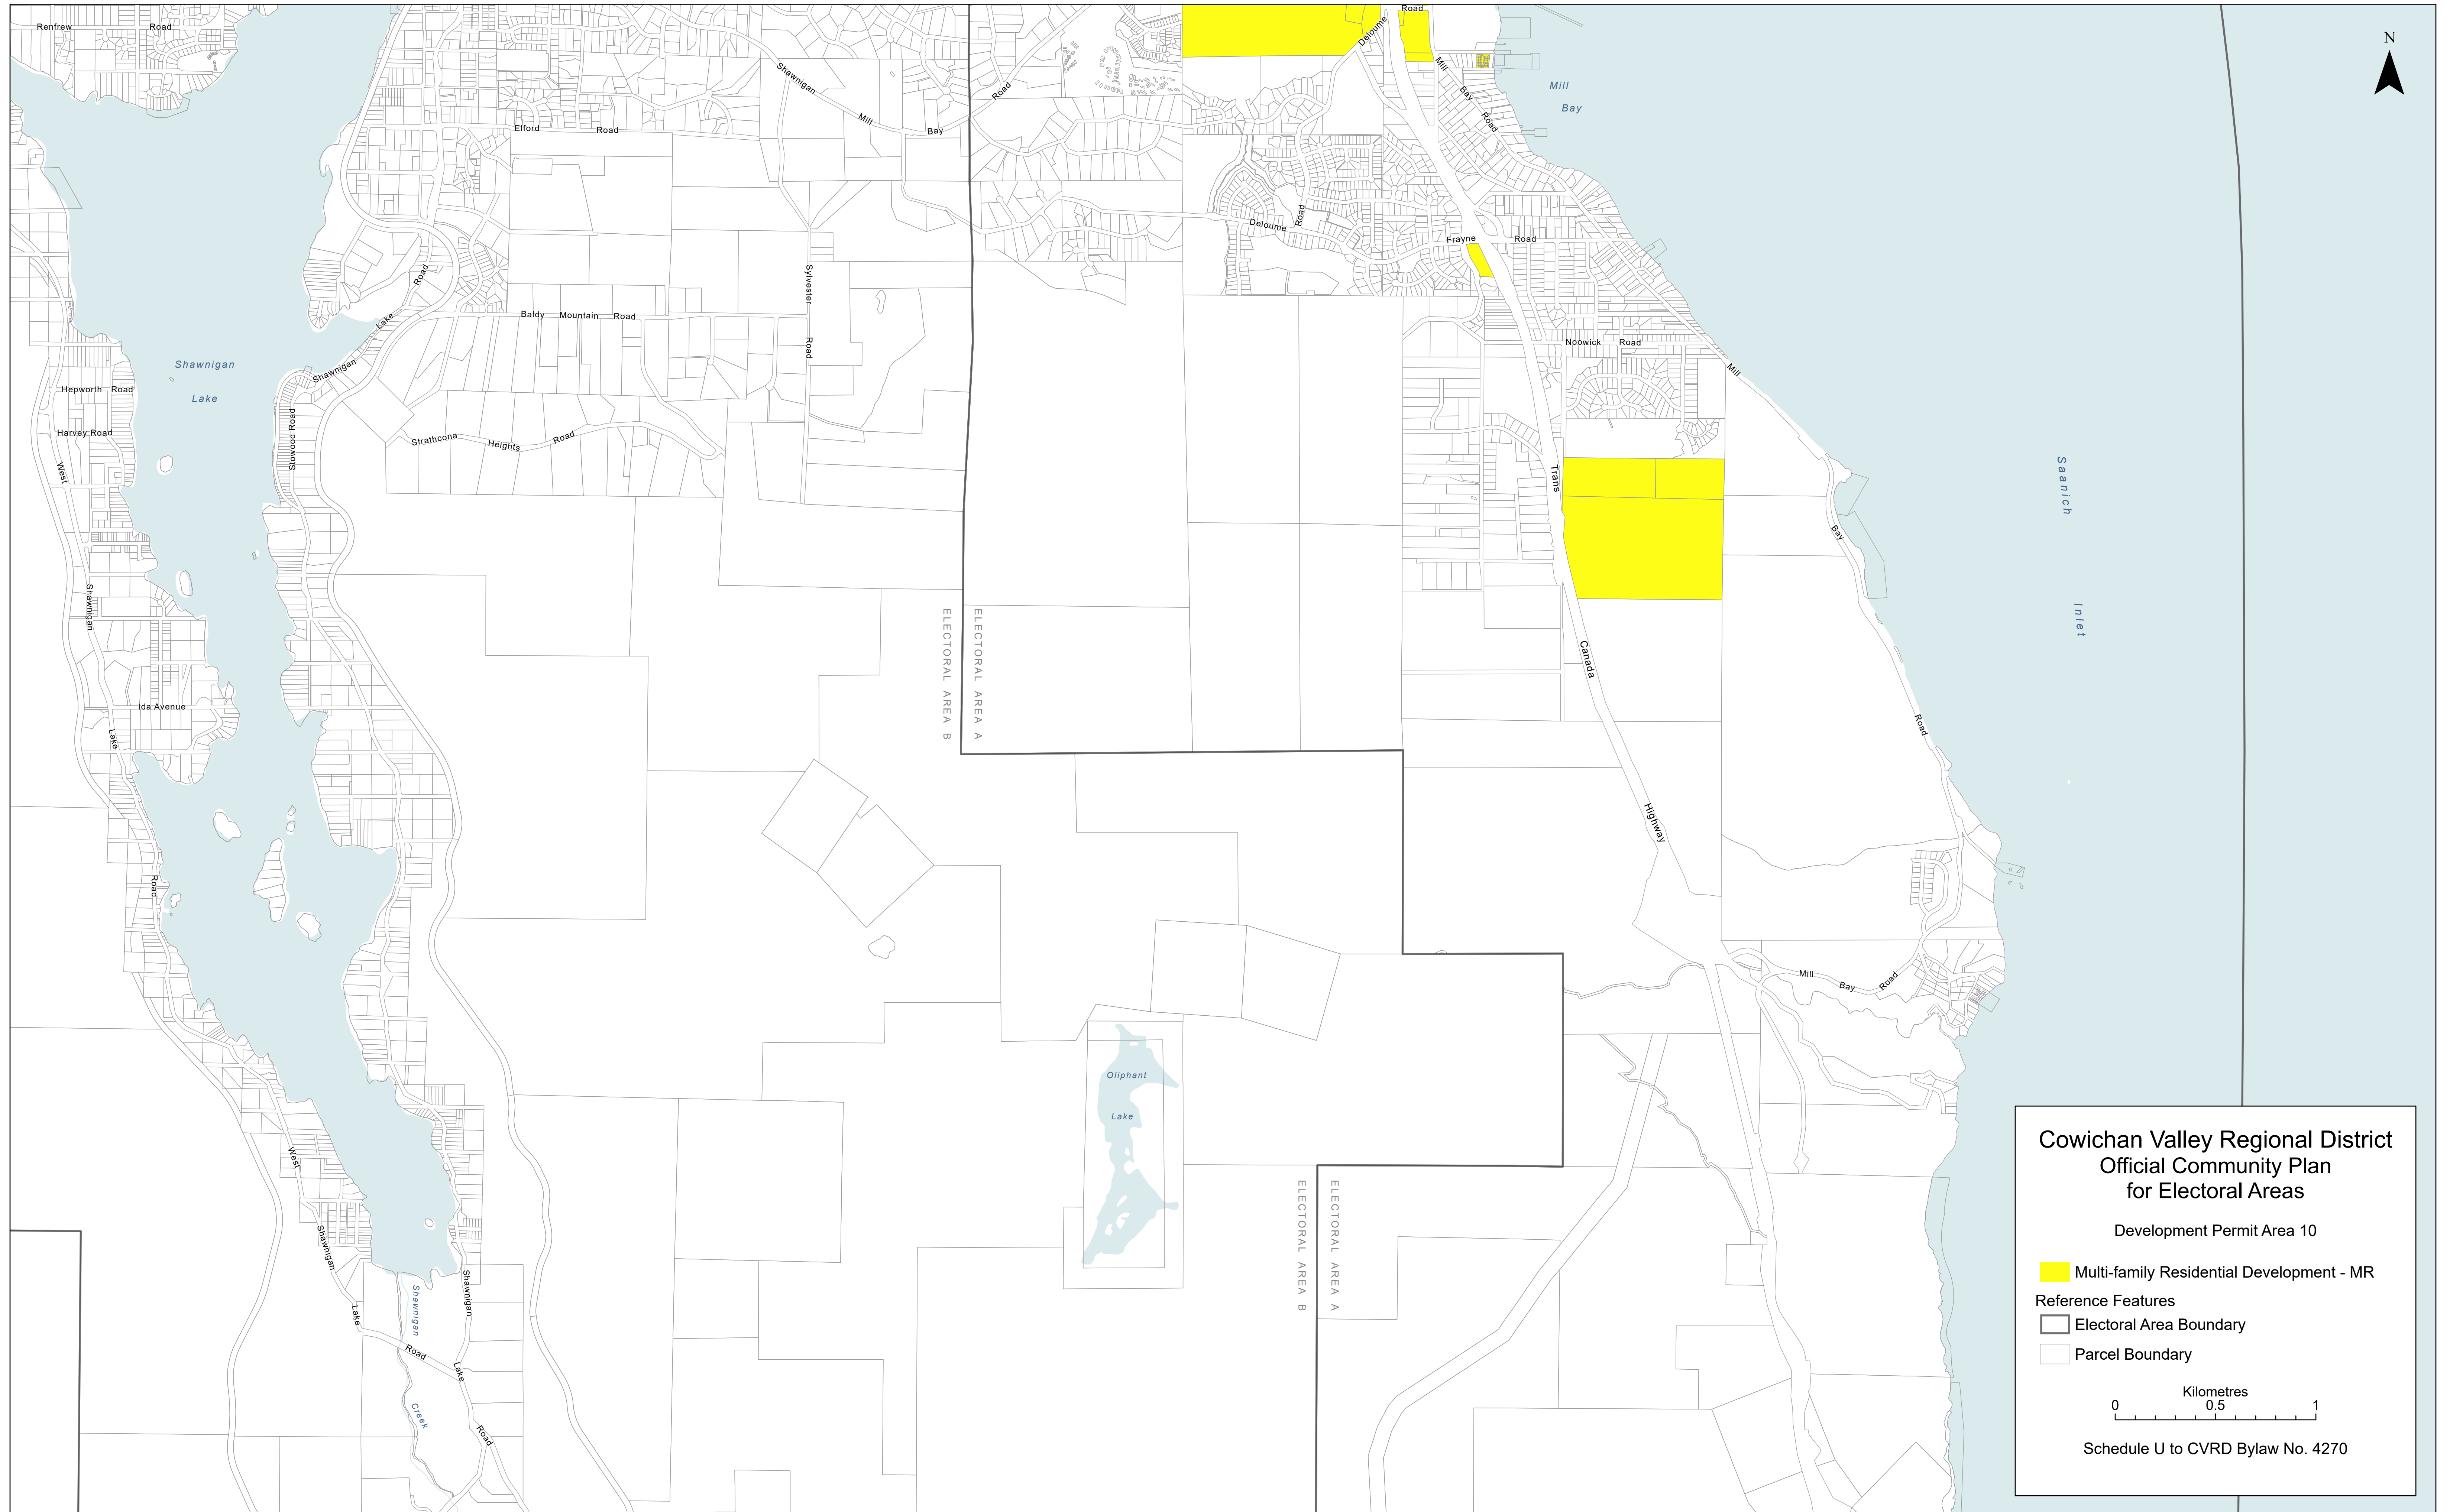 Renfrew Road
Road
Deloume
N
Shawnigan Mill Bay Road
Mill Bay Road
Mill
Bay
Elford Road
Deloume Road
Frayne Road
Sylvester Road
Shawnigan Lake Road
Baldy Mountain Road
Noowick Road
Shawnigan
Lake
Hepworth Road
Harvey Road
Stowood Road
Strathcona Heights Road
Mill Bay Road
Saanich Inlet
West Shawnigan Lake Road
Trans Canada Highway
ELECTORAL AREA B
ELECTORAL AREA A
Ida Avenue
Mill Bay Road
Oliphant
Lake
West Shawnigan Lake Road
Shawnigan Lake Road
Shawnigan Creek
ELECTORAL AREA B
ELECTORAL AREA A
Cowichan Valley Regional District
Official Community Plan
for Electoral Areas
Development Permit Area 10
Multi-family Residential Development - MR
Reference Features
Electoral Area Boundary
Parcel Boundary
Kilometres
0 0.5 1
Schedule U to CVRD Bylaw No. 4270